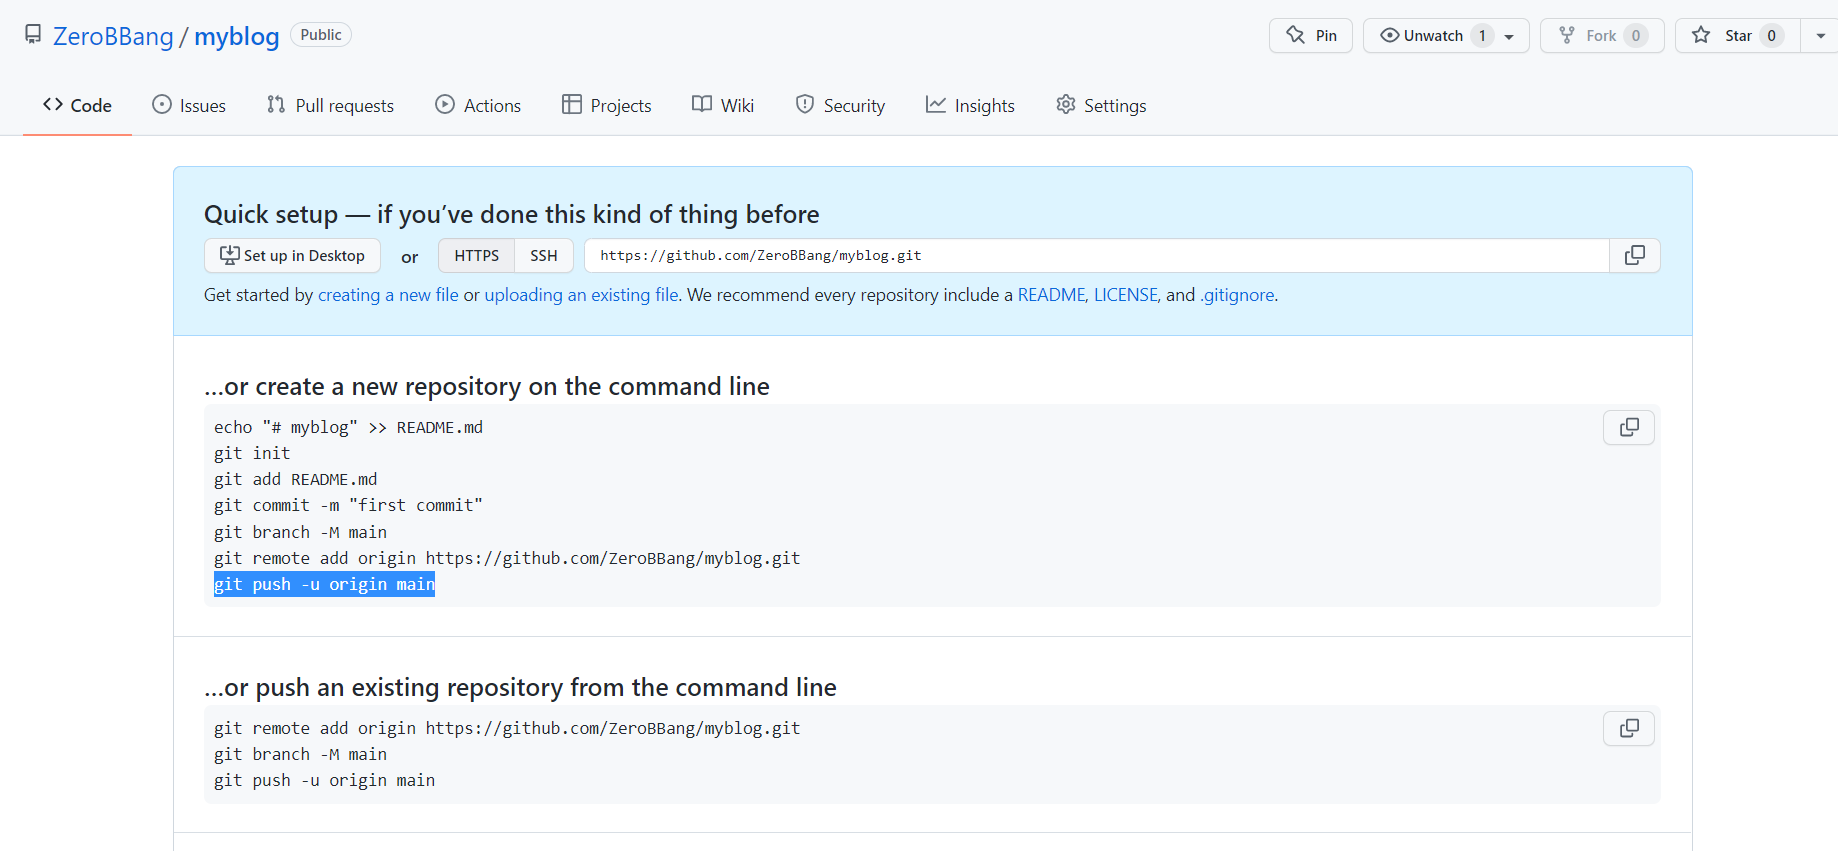 ZeroBBang / myblog Public
Pin Unwatch 1 Fork 0 Star 0
Code Issues Pull requests Actions Projects Wiki Security Insights Settings
Quick setup — if you’ve done this kind of thing before
Set up in Desktop or HTTPS SSH https://github.com/ZeroBBang/myblog.git
Get started by creating a new file or uploading an existing file. We recommend every repository include a README, LICENSE, and .gitignore.
…or create a new repository on the command line
echo "# myblog" >> README.md
git init
git add README.md
git commit -m "first commit"
git branch -M main
git remote add origin https://github.com/ZeroBBang/myblog.git
git push -u origin main
…or push an existing repository from the command line
git remote add origin https://github.com/ZeroBBang/myblog.git
git branch -M main
git push -u origin main